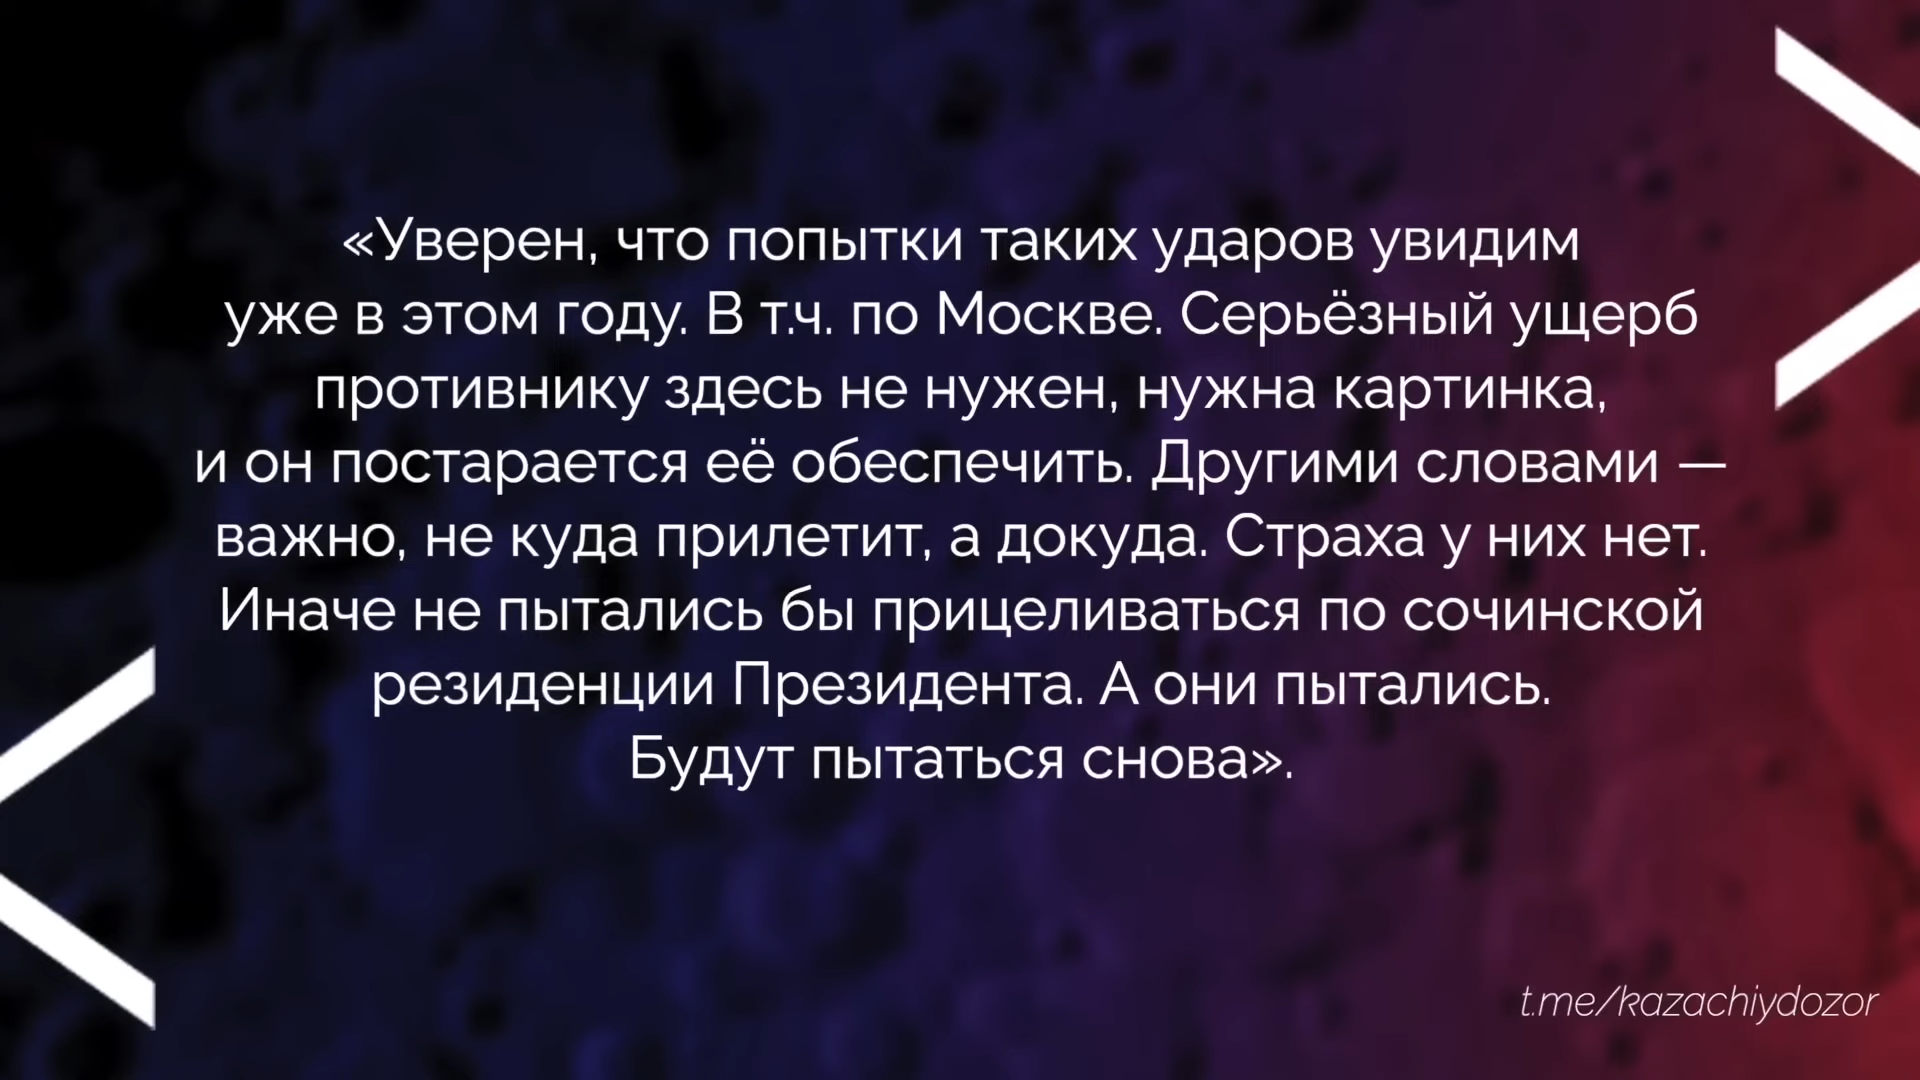 «Уверен, что попытки таких ударов увидим
уже в этом году. В т.ч. по Москве. Серьёзный ущерб
противнику здесь не нужен, нужна картинка,
и он постарается её обеспечить. Другими словами —
важно, не куда прилетит, а докуда. Страха у них нет.
Иначе не пытались бы прицеливаться по сочинской
резиденции Президента. А они пытались.
Будут пытаться снова».
t.me/kazachiydozor